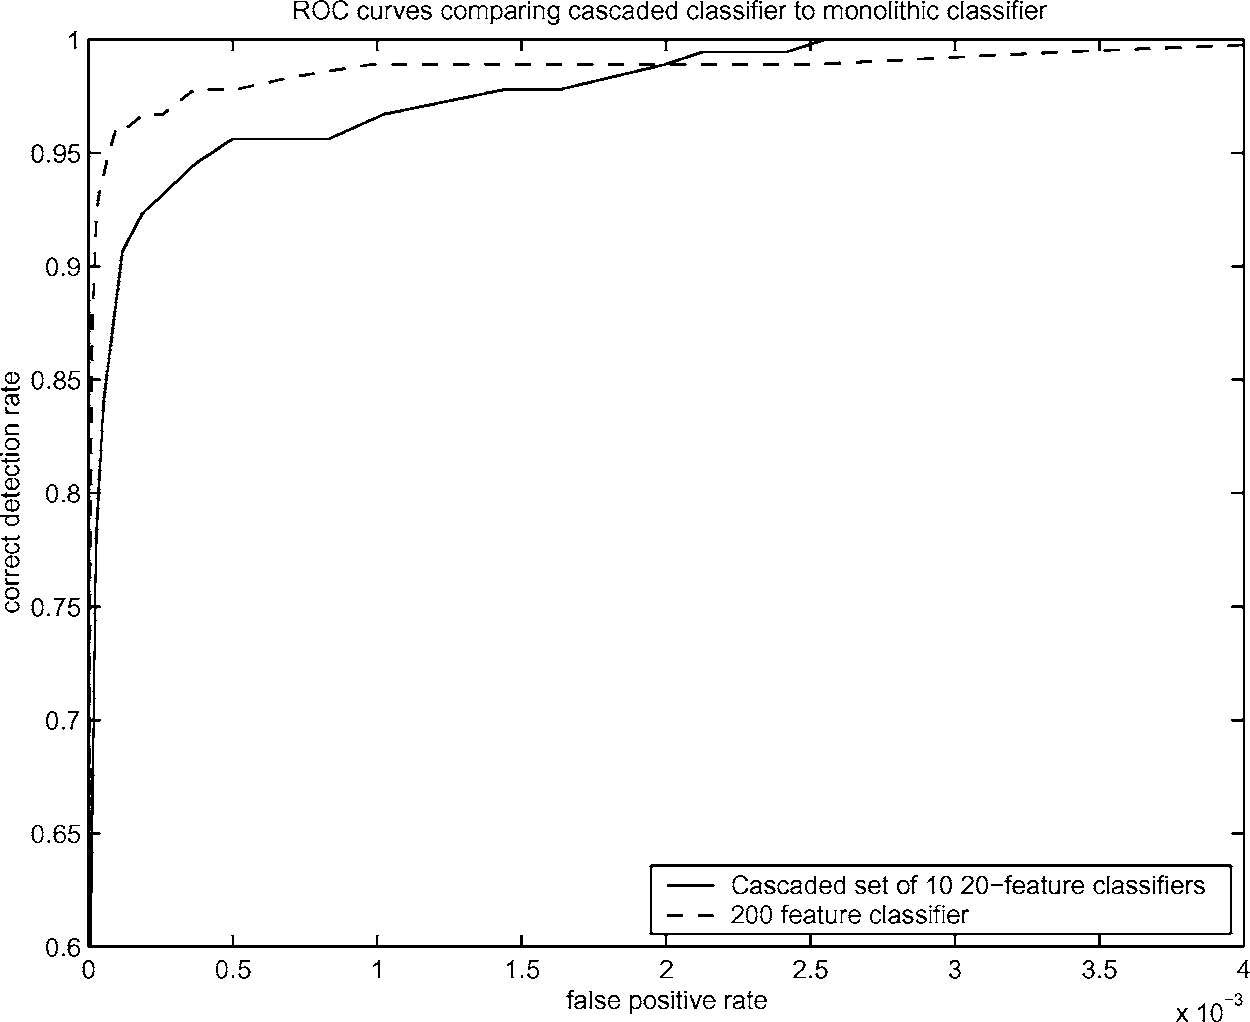 ROC curves comparing cascaded classifier to monolithic classifier
1
0.95
0.9
0.85
0.8
0.75
0.7
0.65
0.6
correct detection rate
Cascaded set of 10 20−feature classifiers
200 feature classifier
0 0.5 1 1.5 2 2.5 3 3.5 4
false positive rate
x 10−3